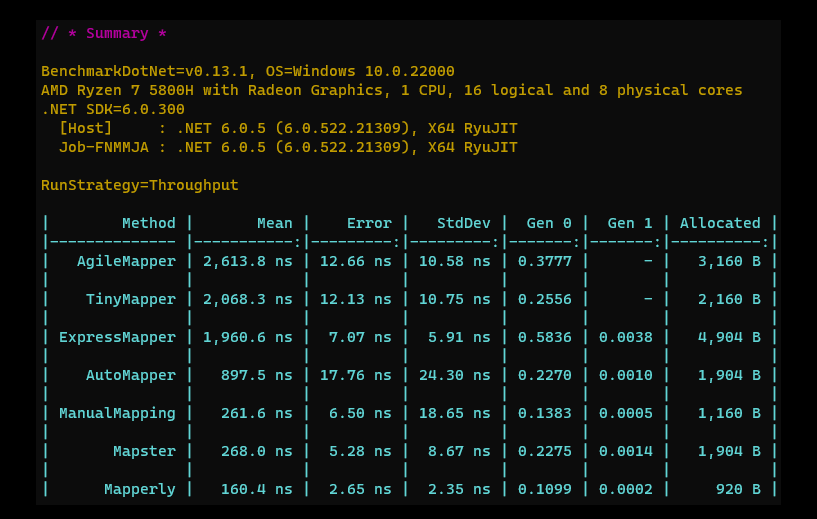 // * Summary *
BenchmarkDotNet=v0.13.1, OS=Windows 10.0.22000
AMD Ryzen 7 5800H with Radeon Graphics, 1 CPU, 16 logical and 8 physical cores
.NET SDK=6.0.300
  [Host]     : .NET 6.0.5 (6.0.522.21309), X64 RyuJIT
  Job-FNMMJA : .NET 6.0.5 (6.0.522.21309), X64 RyuJIT
RunStrategy=Throughput
|        Method |       Mean |    Error |   StdDev |  Gen 0 |  Gen 1 | Allocated |
|-------------- |-----------:|---------:|---------:|-------:|-------:|----------:|
|   AgileMapper | 2,613.8 ns | 12.66 ns | 10.58 ns | 0.3777 |      - |   3,160 B |
|               |            |          |          |        |        |           |
|    TinyMapper | 2,068.3 ns | 12.13 ns | 10.75 ns | 0.2556 |      - |   2,160 B |
|               |            |          |          |        |        |           |
| ExpressMapper | 1,960.6 ns |  7.07 ns |  5.91 ns | 0.5836 | 0.0038 |   4,904 B |
|               |            |          |          |        |        |           |
|    AutoMapper |   897.5 ns | 17.76 ns | 24.30 ns | 0.2270 | 0.0010 |   1,904 B |
|               |            |          |          |        |        |           |
| ManualMapping |   261.6 ns |  6.50 ns | 18.65 ns | 0.1383 | 0.0005 |   1,160 B |
|               |            |          |          |        |        |           |
|       Mapster |   268.0 ns |  5.28 ns |  8.67 ns | 0.2275 | 0.0014 |   1,904 B |
|               |            |          |          |        |        |           |
|      Mapperly |   160.4 ns |  2.65 ns |  2.35 ns | 0.1099 | 0.0002 |     920 B |